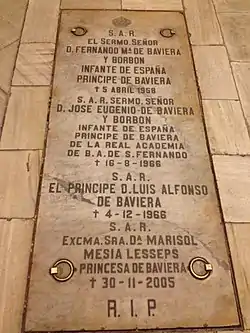 S.A.R.
EL SERMO. SEÑOR
D. FERNANDO Mª DE BAVIERA
Y BORBON
INFANTE DE ESPAÑA
PRINCIPE DE BAVIERA
† 5 ABRIL 1958
S.A.R. SERMO. SEÑOR
D. JOSE EUGENIO DE BAVIERA
Y BORBON
INFANTE DE ESPAÑA
PRINCIPE DE BAVIERA
DE LA REAL ACADEMIA
DE B.A. DE S. FERNANDO
† 16-8-1966
S.A.R.
EL PRINCIPE D. LUIS ALFONSO
DE BAVIERA
† 4-12-1966
S.A.R.
EXCMA. SRA. Dª MARISOL
MESIA LESSEPS
PRINCESA DE BAVIERA
† 30-11-2005
R.I.P.